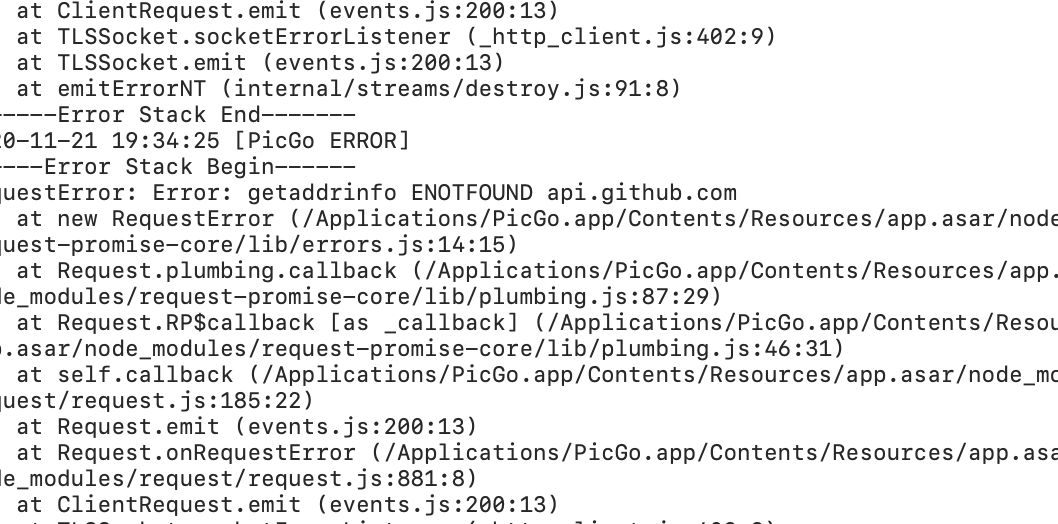 at ClientRequest.emit (events.js:200:13)
at TLSSocket.socketErrorListener (_http_client.js:402:9)
at TLSSocket.emit (events.js:200:13)
at emitErrorNT (internal/streams/destroy.js:91:8)
-----Error Stack End-------
20-11-21 19:34:25 [PicGo ERROR]
----Error Stack Begin------
questError: Error: getaddrinfo ENOTFOUND api.github.com
at new RequestError (/Applications/PicGo.app/Contents/Resources/app.asar/node
quest-promise-core/lib/errors.js:14:15)
at Request.plumbing.callback (/Applications/PicGo.app/Contents/Resources/app.
de_modules/request-promise-core/lib/plumbing.js:87:29)
at Request.RP$callback [as _callback] (/Applications/PicGo.app/Contents/Resou
p.asar/node_modules/request-promise-core/lib/plumbing.js:46:31)
at self.callback (/Applications/PicGo.app/Contents/Resources/app.asar/node_mo
quest/request.js:185:22)
at Request.emit (events.js:200:13)
at Request.onRequestError (/Applications/PicGo.app/Contents/Resources/app.asa
de_modules/request/request.js:881:8)
at ClientRequest.emit (events.js:200:13)